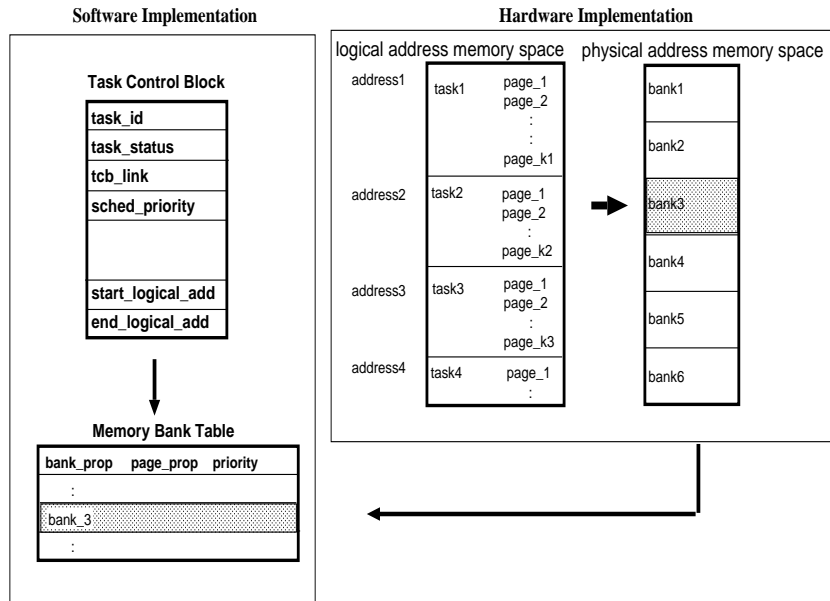 Software Implementation
Task Control Block
task_id
task_status
tcb_link
sched_priority
start_logical_add
end_logical_add
Memory Bank Table
bank_prop page_prop priority
:
bank_3
:
Hardware Implementation
logical address memory space
address1
task1
page_1
page_2
:
:
page_k1
address2
task2
page_1
page_2
:
page_k2
address3
task3
page_1
page_2
:
page_k3
address4
task4
page_1
:
physical address memory space
bank1
bank2
bank3
bank4
bank5
bank6